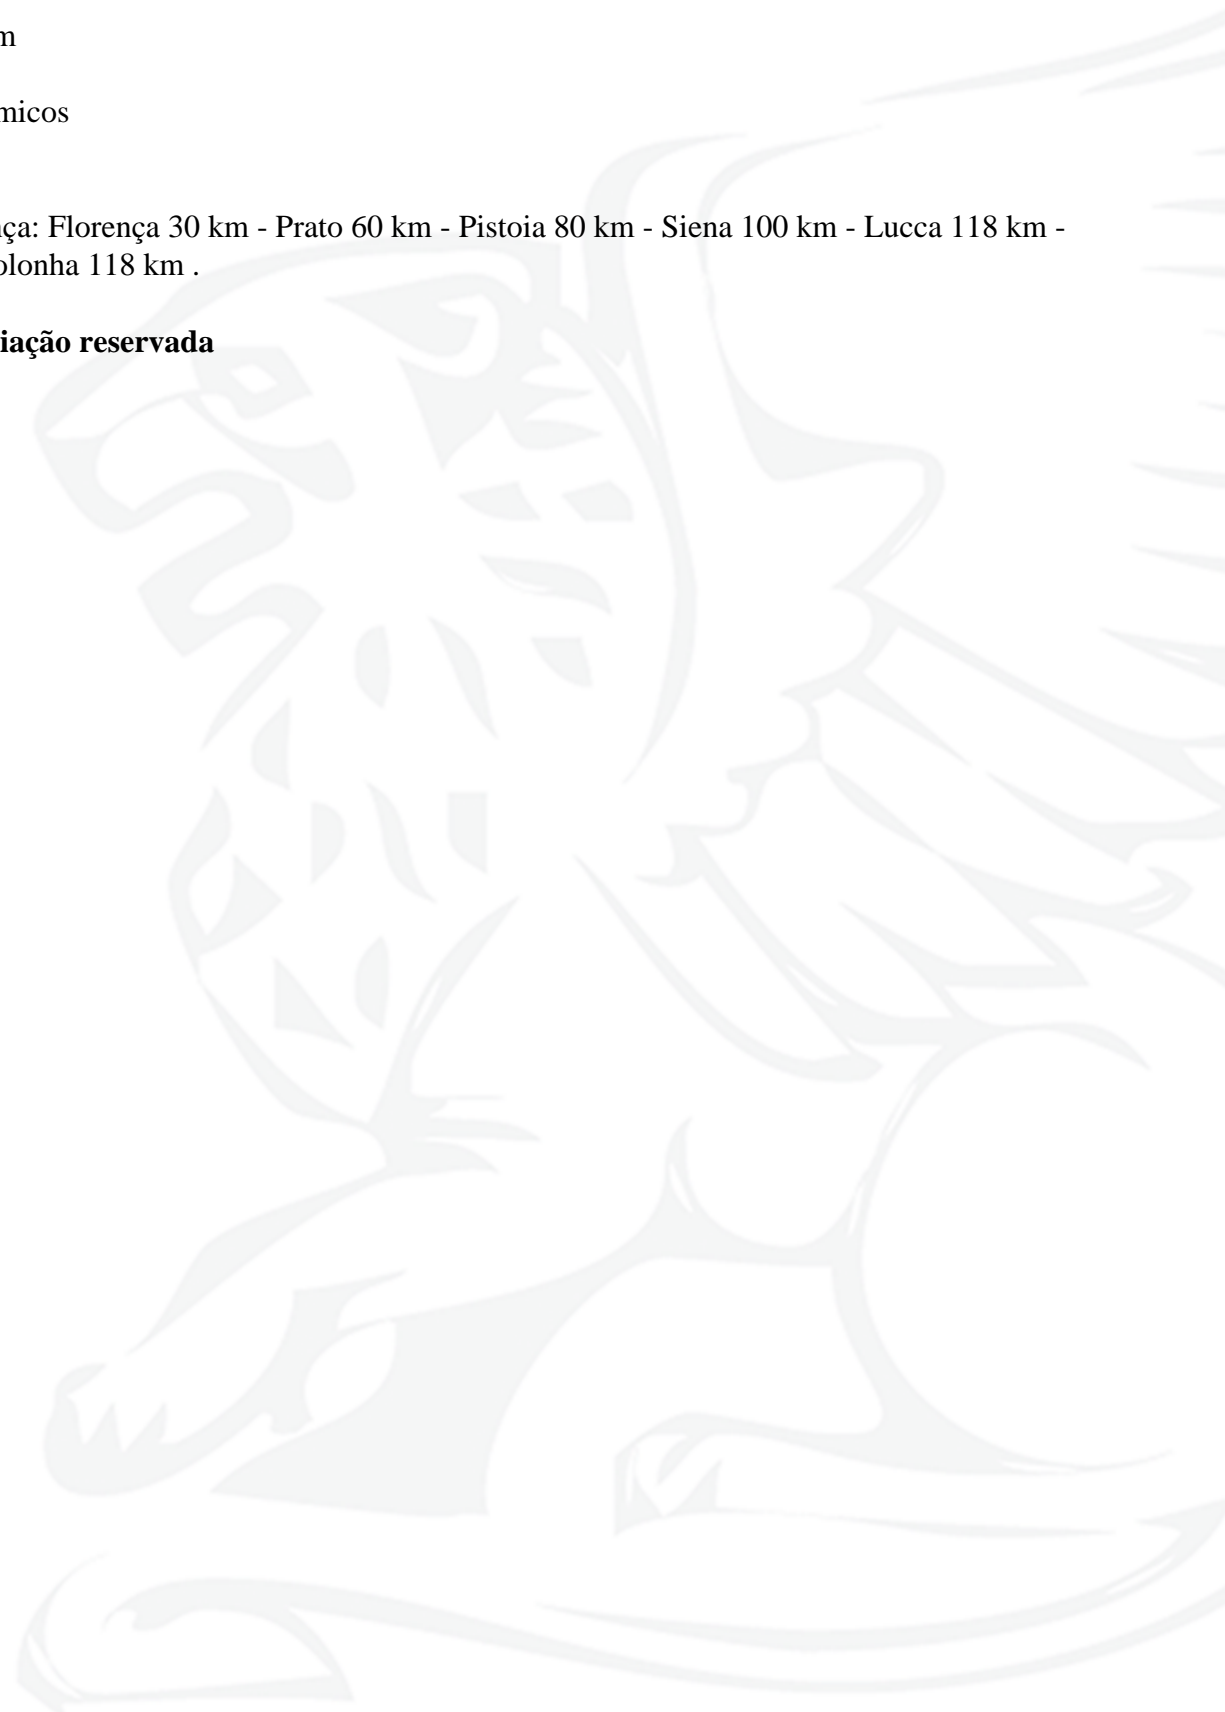 m
micos
ça: Florença 30 km - Prato 60 km - Pistoia 80 km - Siena 100 km - Lucca 118 km -
olonha 118 km .
iação reservada